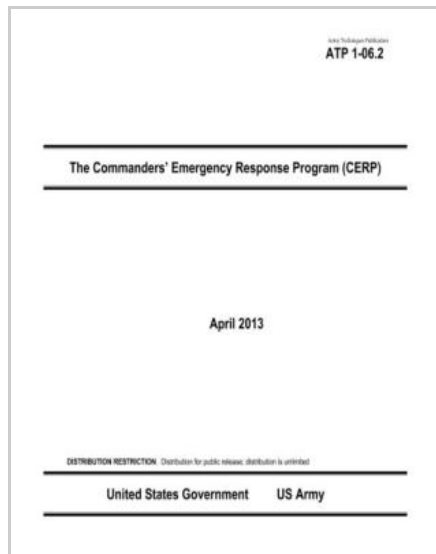 Army Techniques Publication
ATP 1-06.2
The Commanders' Emergency Response Program (CERP)
April 2013
DISTRIBUTION RESTRICTION Distribution for public release; distribution is unlimited
United States Government US Army